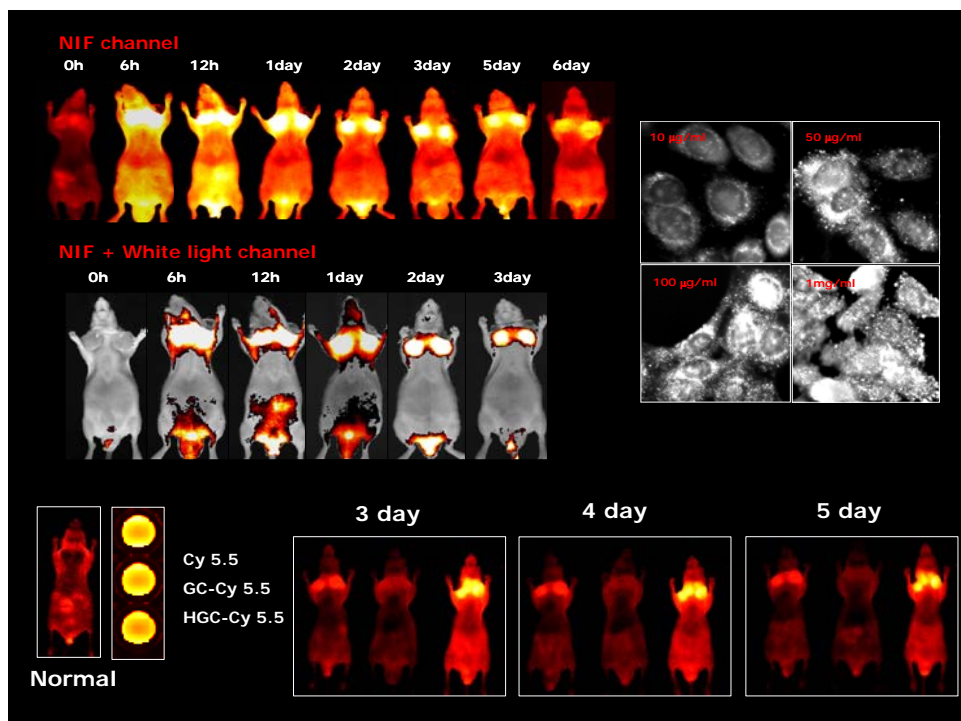 NIF channel
0h 6h 12h 1day 2day 3day 5day 6day
10 µg/ml 50 µg/ml
NIF + White light channel
0h 6h 12h 1day 2day 3day
100 µg/ml 1mg/ml
3 day 4 day 5 day
Cy 5.5
GC-Cy 5.5
HGC-Cy 5.5
Normal